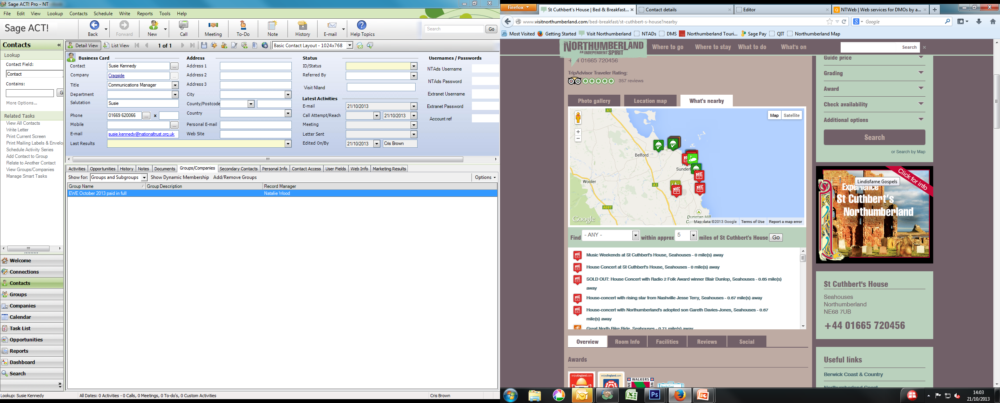 Sage ACT! Pro - NT
File Edit View Lookup Contacts Schedule Write Reports Tools Help
Sage ACT!
Back Forward New Call Meeting To-Do Note History E-mail Help Topics
Search Go
Contacts «
Detail View List View 1 of 1 Basic Contact Layout - 1024x768
Lookup
Contact Field:
Contact
Contains:
More Options...
Related Tasks
View All Contacts
Write Letter
Print Current Screen
Print Mailing Labels & Envelo
Schedule Activity Series
Add Contact to Group
Relate to Another Contact
View Groups/Companies
Manage Smart Tasks
Welcome
Connections
Contacts
Groups
Companies
Calendar
Task List
Opportunities
Reports
Dashboard
Search
Business Card
Contact Susie Kennedy
Company Cragside
Title Communications Manager
Department
Salutation Susie
Phone 01669 620066 x
Mobile
E-mail susie.kennedy@nationaltrust.org.uk
Last Results
Address
Address 1
Address 2
Address 3
City
County/Postcode
Country
Personal E-mail
Web Site
Status
ID/Status
Referred By
Visit Nland
Latest Activities
E-mail 21/10/2013
Call Attempt/Reach 21/10/2013
Meeting
Letter Sent
Edited On/By 21/10/2013 Cris Brown
Usernames / Passwords
NTAds Username
NTAds Password
Extranet Username
Extranet Password
Account ref
Activities Opportunities History Notes Documents Groups/Companies Secondary Contacts Personal Info Contact Access User Fields Web Info Marketing Results
Show for: Groups and Subgroups Show Dynamic Membership Add/Remove Groups Options
Group Name Group Description Record Manager
EWE October 2013 paid in full Natalie Wood
Lookup: Susie Kennedy All Dates: 0 Activities - 0 Calls, 0 Meetings, 0 To-do's, 0 Custom Activities Cris Brown
Firefox St Cuthbert's House | Bed & Breakfast... Contact details Editor NTWeb | Web services for DMOs by a...
www.visitnorthumberland.com/bed-breakfast/st-cuthbert-s-house?nearby Google
Most Visited Getting Started Visit Northumberland NTADs DMS Northumberland Touri... Sage Pay QIT Northumberland Map
NORTHUMBERLAND
AN INDEPENDENT SPIRIT
Where to go Where to stay What to do What's on Search
+44 01665 720456
TripAdvisor Traveler Rating:
357 reviews
Photo gallery Location map What's nearby
Map Satellite
A1
Belford
Wooler
A1
A697
Dunstan Hill
Google Map data ©2013 Google Terms of Use Report a map error
Find - ANY - within approx 5 miles of St Cuthbert's House Go
Music Weekends at St Cuthbert's House, Seahouses - 0 mile(s) away
House Concert at St Cuthbert's House, Seahouses - 0 mile(s) away
SOLD OUT: House Concert with Radio 2 Folk Award winner Blair Dunlop, Seahouses - 0.65 mile(s)
away
House-concert with rising star from Nashville Jesse Terry, Seahouses - 0.67 mile(s) away
House-concert with Northumberland's adopted son Gareth Davies-Jones, Seahouses - 0.67
mile(s) away
Great North Bike Ride, Seahouses - 0.71 mile(s) away
Overview Room Info Facilities Reviews Social
Awards
enjoyEngland.com enjoyEngland.com WALKERS
North East
Guide price
Grading
Award
Check availability
Additional options
Search
or Search by Map
Click for info
Lindisfarne Gospels
Experience
St Cuthbert's
Northumberland
St Cuthbert's House
Seahouses
Northumberland
NE68 7UB
+44 01665 720456
Useful links
Berwick Coast & Country
Northumberland Coast
Ps
14:03
21/10/2013